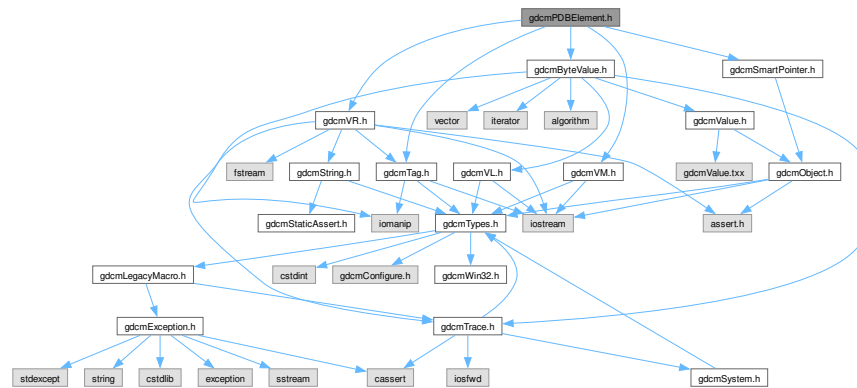 gdcmPDBElement.h
gdcmByteValue.h
gdcmSmartPointer.h
vector
iterator
algorithm
gdcmVR.h
gdcmValue.h
fstream
gdcmString.h
gdcmTag.h
gdcmVL.h
gdcmVM.h
gdcmValue.txx
gdcmObject.h
gdcmStaticAssert.h
iomanip
gdcmTypes.h
iostream
assert.h
gdcmLegacyMacro.h
cstdint
gdcmConfigure.h
gdcmWin32.h
gdcmException.h
gdcmTrace.h
stdexcept
string
cstdlib
exception
sstream
cassert
iosfwd
gdcmSystem.h